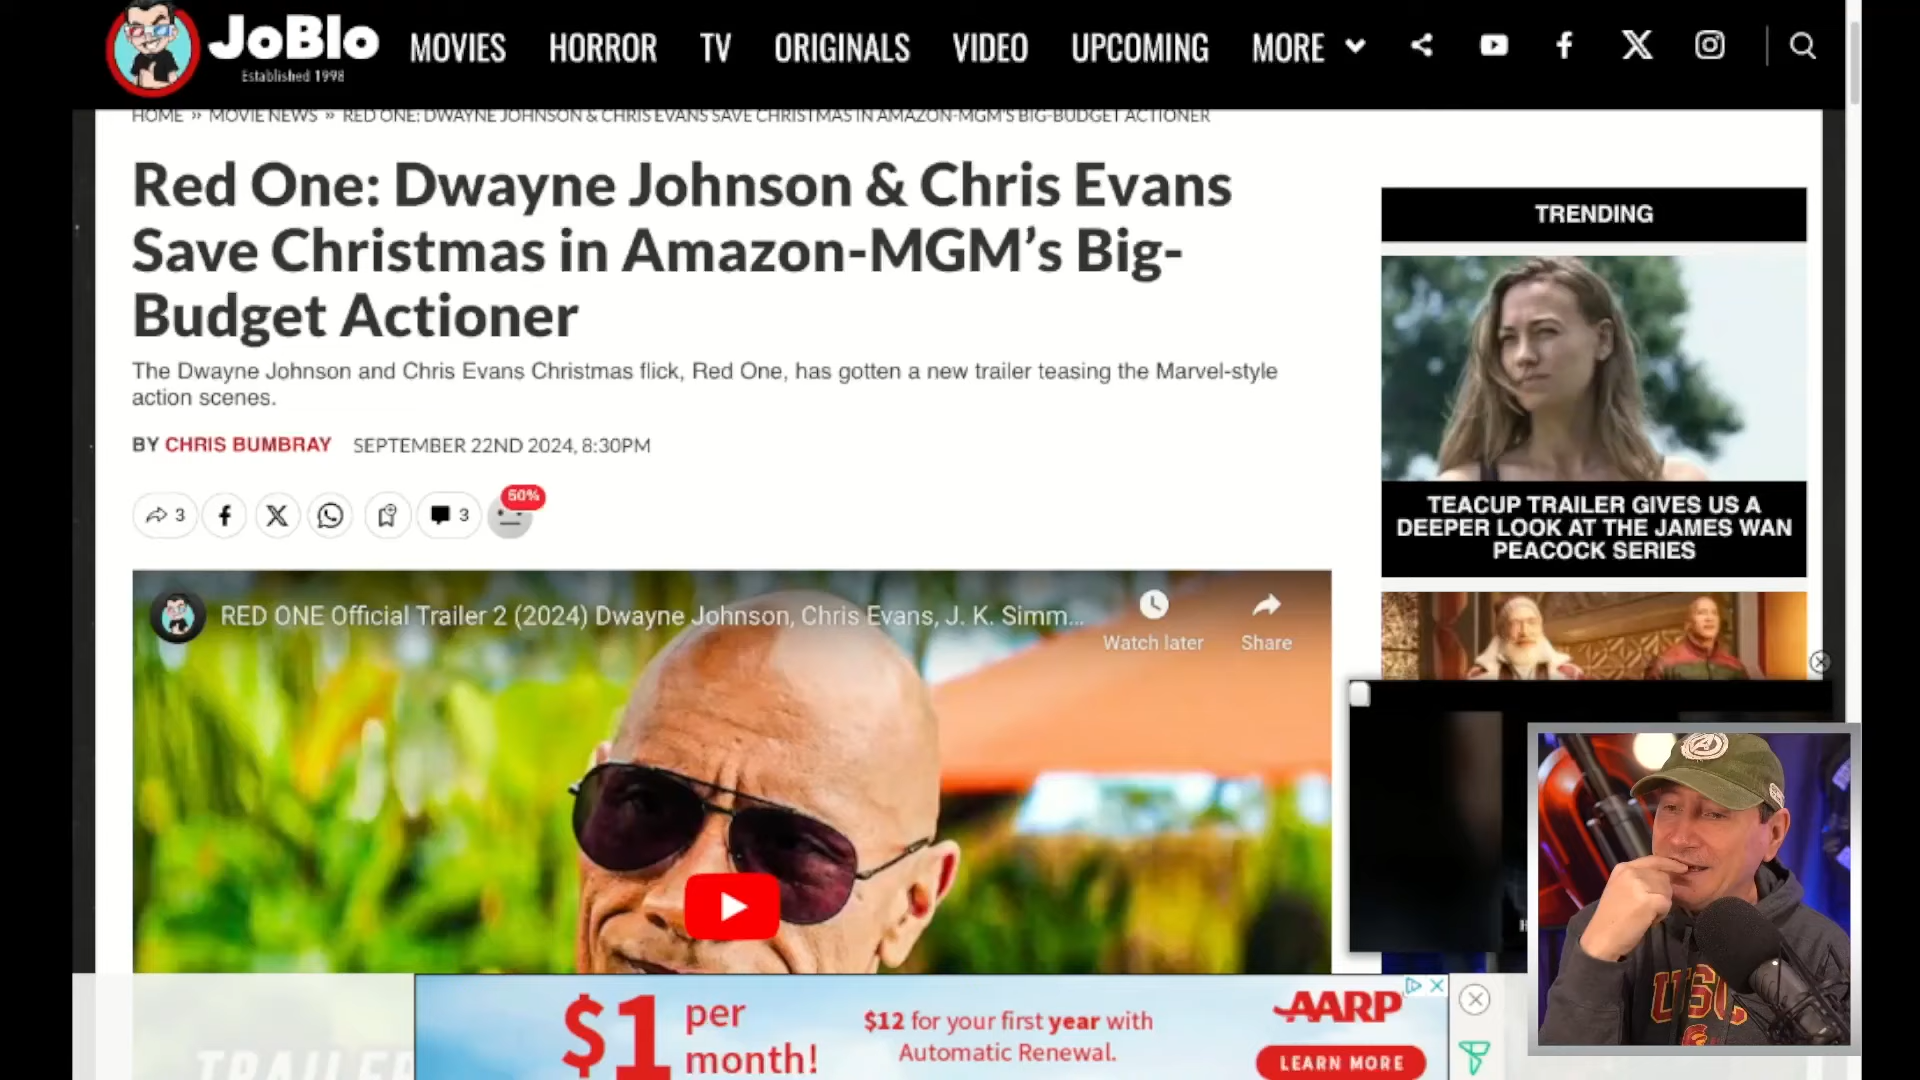 JoBlo
Established 1998
MOVIES HORROR TV ORIGINALS VIDEO UPCOMING MORE
HOME » MOVIE NEWS » RED ONE: DWAYNE JOHNSON & CHRIS EVANS SAVE CHRISTMAS IN AMAZON-MGM'S BIG-BUDGET ACTIONER
Red One: Dwayne Johnson & Chris Evans
Save Christmas in Amazon-MGM’s Big-
Budget Actioner
The Dwayne Johnson and Chris Evans Christmas flick, Red One, has gotten a new trailer teasing the Marvel-style
action scenes.
BY CHRIS BUMBRAY SEPTEMBER 22ND 2024, 8:30PM
3
3
50%
RED ONE Official Trailer 2 (2024) Dwayne Johnson, Chris Evans, J. K. Simm...
Watch later
Share
TRENDING
TEACUP TRAILER GIVES US A
DEEPER LOOK AT THE JAMES WAN
PEACOCK SERIES
TRAILER
$1 per
month!
$12 for your first year with
Automatic Renewal.
AARP
LEARN MORE
USC